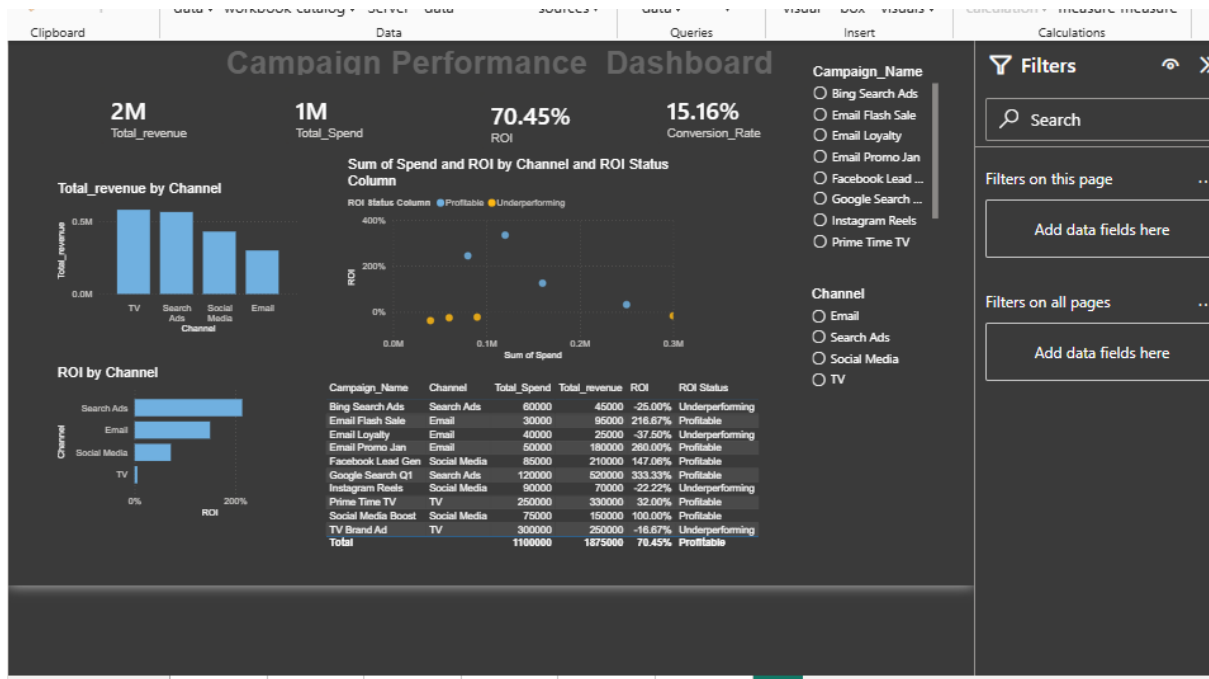 Clipboard
Data
Queries
Insert
Calculations
Campaign Performance Dashboard
2M
Total_revenue
1M
Total_Spend
70.45%
ROI
15.16%
Conversion_Rate
Total_revenue by Channel
Total_revenue
0.5M
0.0M
TV
Search Ads
Social Media
Email
Channel
Sum of Spend and ROI by Channel and ROI Status
Column
ROI Status Column Profitable Underperforming
ROI
400%
200%
0%
0.0M 0.1M 0.2M 0.3M
Sum of Spend
ROI by Channel
Channel
Search Ads
Email
Social Media
TV
0% 200%
ROI
Campaign_Name Channel Total_Spend Total_revenue ROI ROI Status
Bing Search Ads Search Ads 60000 45000 -25.00% Underperforming
Email Flash Sale Email 30000 95000 216.67% Profitable
Email Loyalty Email 40000 25000 -37.50% Underperforming
Email Promo Jan Email 50000 180000 260.00% Profitable
Facebook Lead Gen Social Media 85000 210000 147.06% Profitable
Google Search Q1 Search Ads 120000 520000 333.33% Profitable
Instagram Reels Social Media 90000 70000 -22.22% Underperforming
Prime Time TV TV 250000 330000 32.00% Profitable
Social Media Boost Social Media 75000 150000 100.00% Profitable
TV Brand Ad TV 300000 250000 -16.67% Underperforming
Total 1100000 1875000 70.45% Profitable
Campaign_Name
Bing Search Ads
Email Flash Sale
Email Loyalty
Email Promo Jan
Facebook Lead ...
Google Search ...
Instagram Reels
Prime Time TV
Channel
Email
Search Ads
Social Media
TV
Filters
Search
Filters on this page
Add data fields here
Filters on all pages
Add data fields here